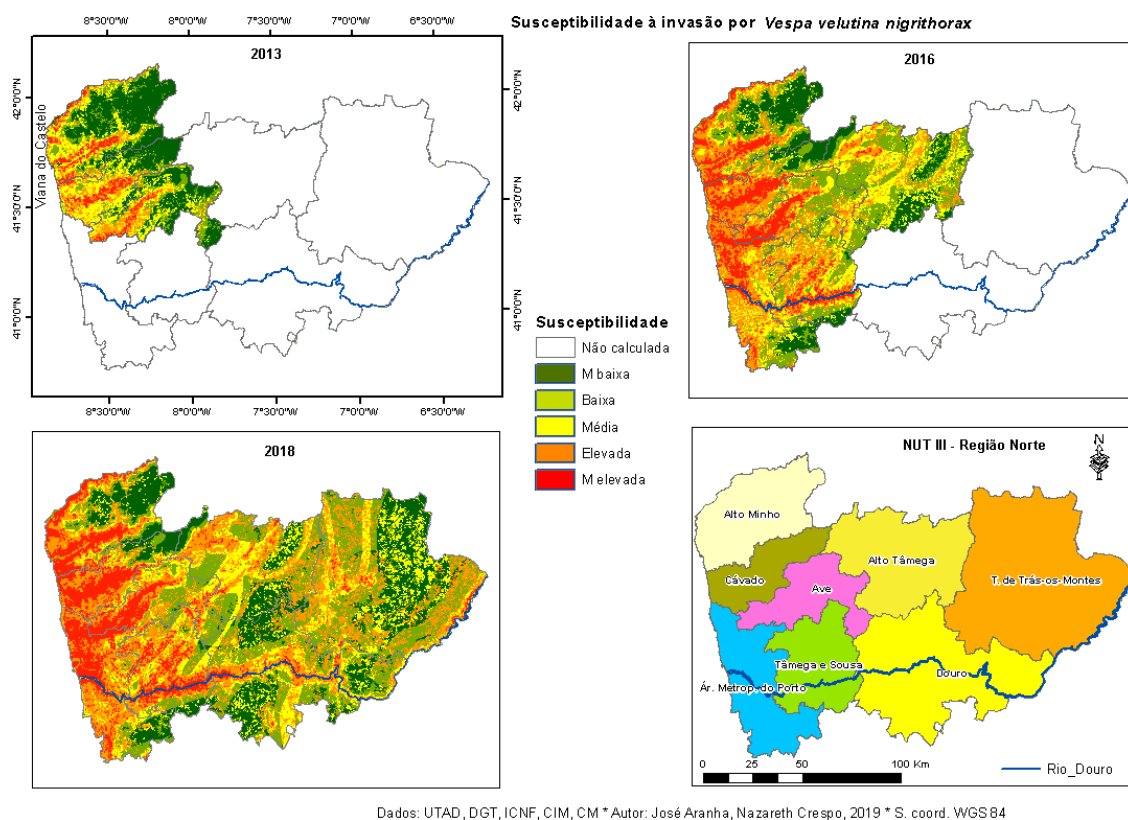 Susceptibilidade à invasão por Vespa velutina nigrithorax
8°30'0"W 8°0'0"W 7°30'0"W 7°0'0"W 6°30'0"W
2013
42°0'0"N
41°30'0"N
41°0'0"N
Viana do Castelo
42°0'0"N
41°30'0"N
41°0'0"N
8°30'0"W 8°0'0"W 7°30'0"W 7°0'0"W 6°30'0"W
2016
Susceptibilidade
Não calculada
M baixa
Baixa
Média
Elevada
M elevada
2018
NUT III - Região Norte
N
Alto Minho
Cávado
Ave
Alto Tâmega
T. de Trás-os-Montes
Tâmega e Sousa
Douro
Ár. Metrop. do Porto
0 25 50 100 Km
Rio_Douro
Dados: UTAD, DGT, ICNF, CIM, CM * Autor: José Aranha, Nazareth Crespo, 2019 * S. coord. WGS 84